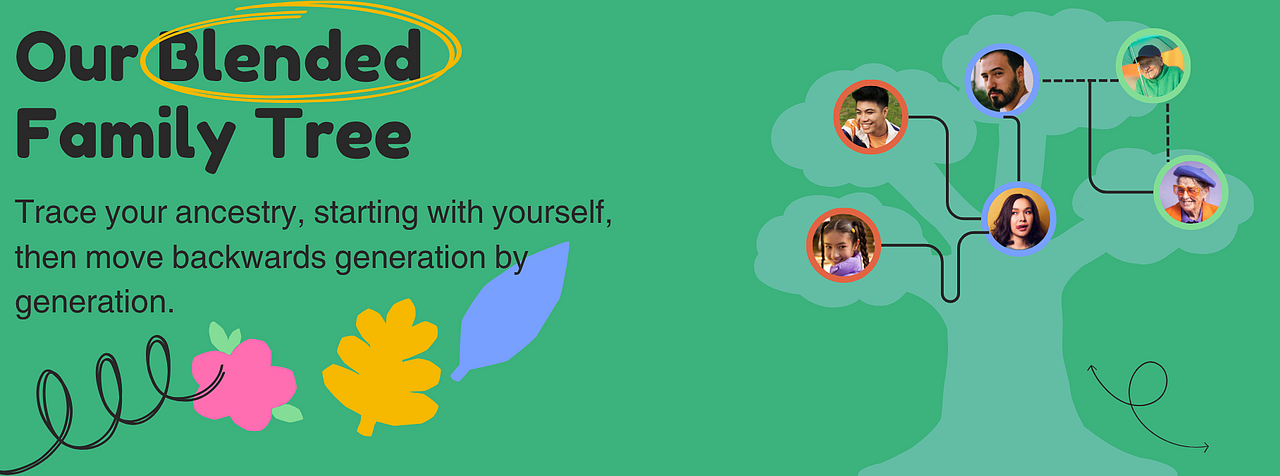 Our Blended
Family Tree
Trace your ancestry, starting with yourself,
then move backwards generation by
generation.